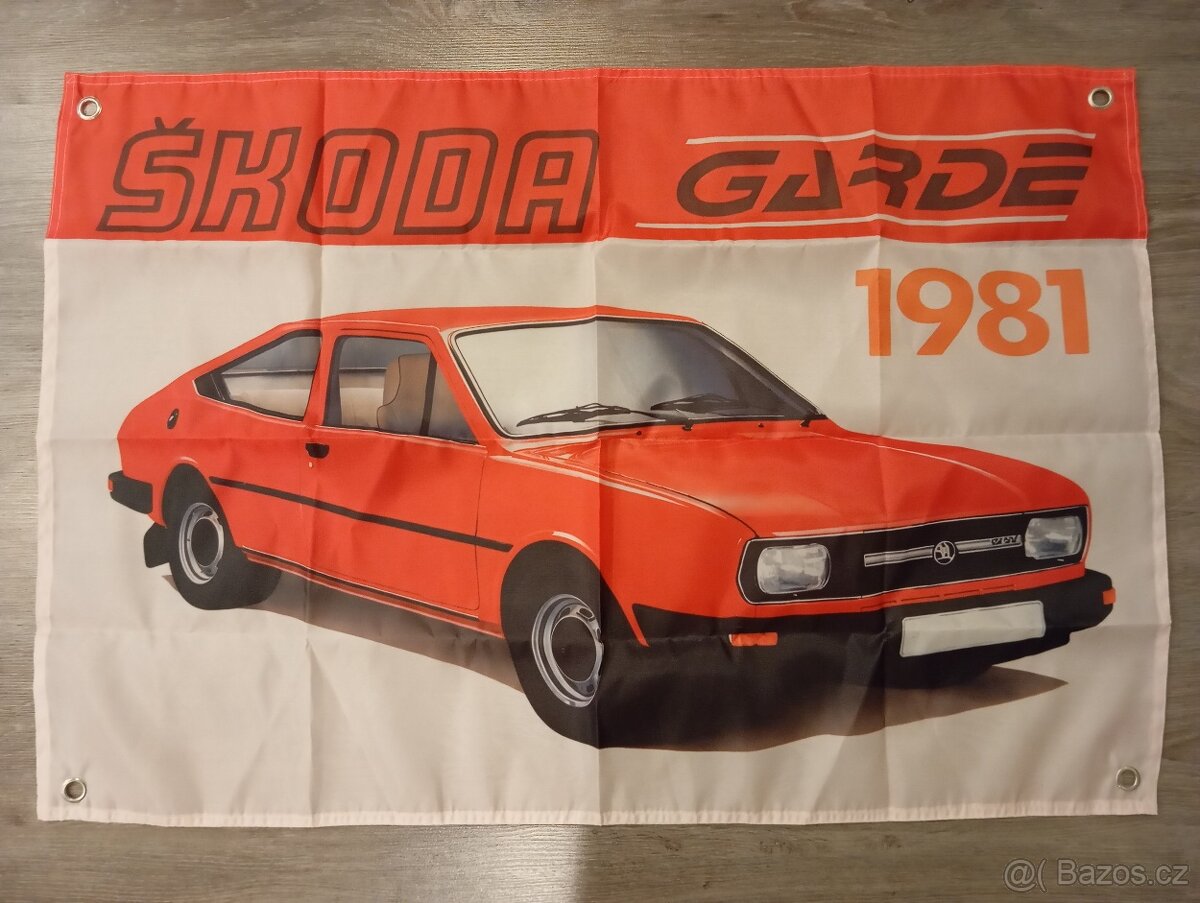 ŠKODA GARDE
1981
@( Bazos.cz